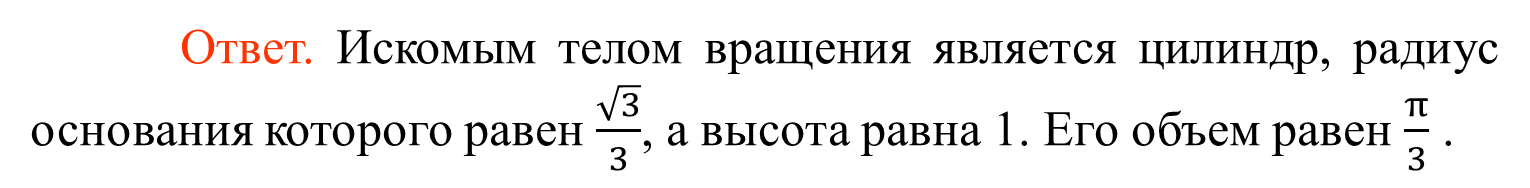 Ответ. Искомым телом вращения является цилиндр, радиус
основания которого равен √3/3, а высота равна 1. Его объем равен π/3 .